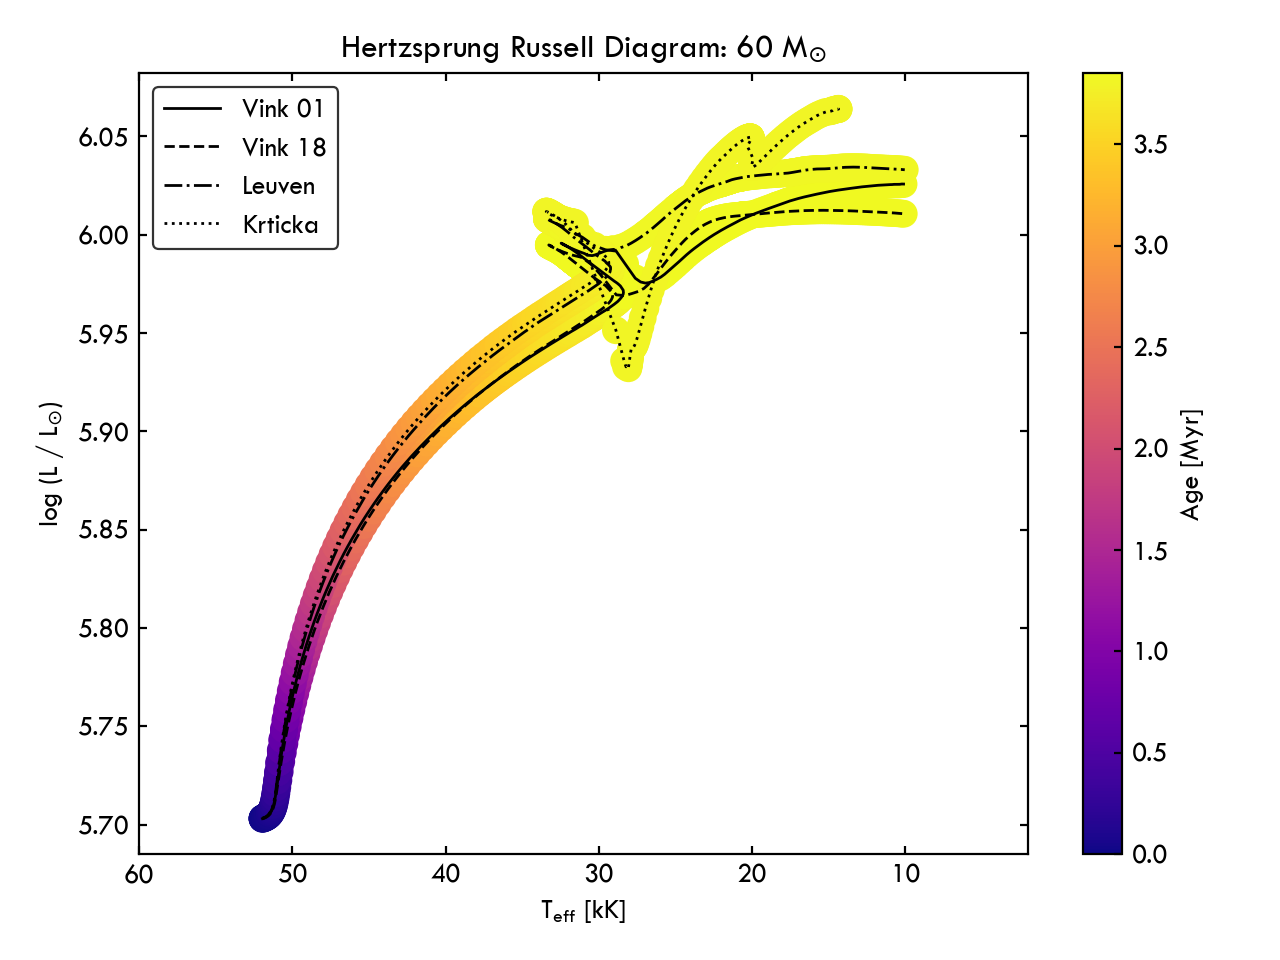 Hertzsprung Russell Diagram: 60 M⊙
Vink 01
Vink 18
Leuven
Krticka
6.05
6.00
5.95
5.90
5.85
5.80
5.75
5.70
log (L / L⊙)
60 50 40 30 20 10
Teff [kK]
3.5
3.0
2.5
2.0
1.5
1.0
0.5
0.0
Age [Myr]